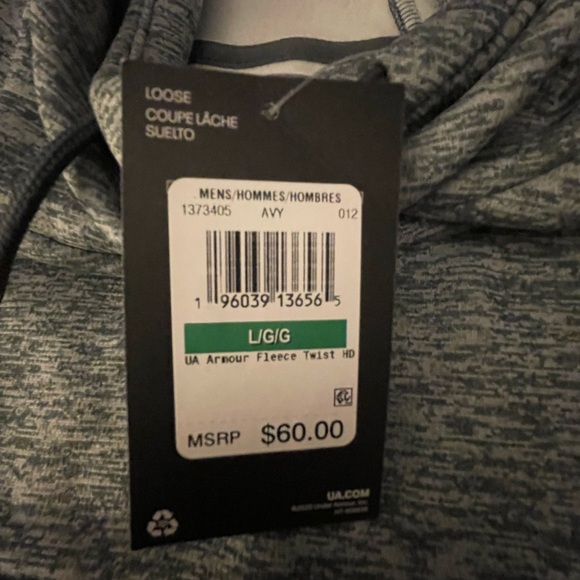 LOOSE
COUPE LÂCHE
SUELTO
MENS/HOMMES/HOMBRES
1373405 AVY 012
1 96039 13656 5
L/G/G
UA Armour Fleece Twist HD
MSRP $60.00
UA.COM